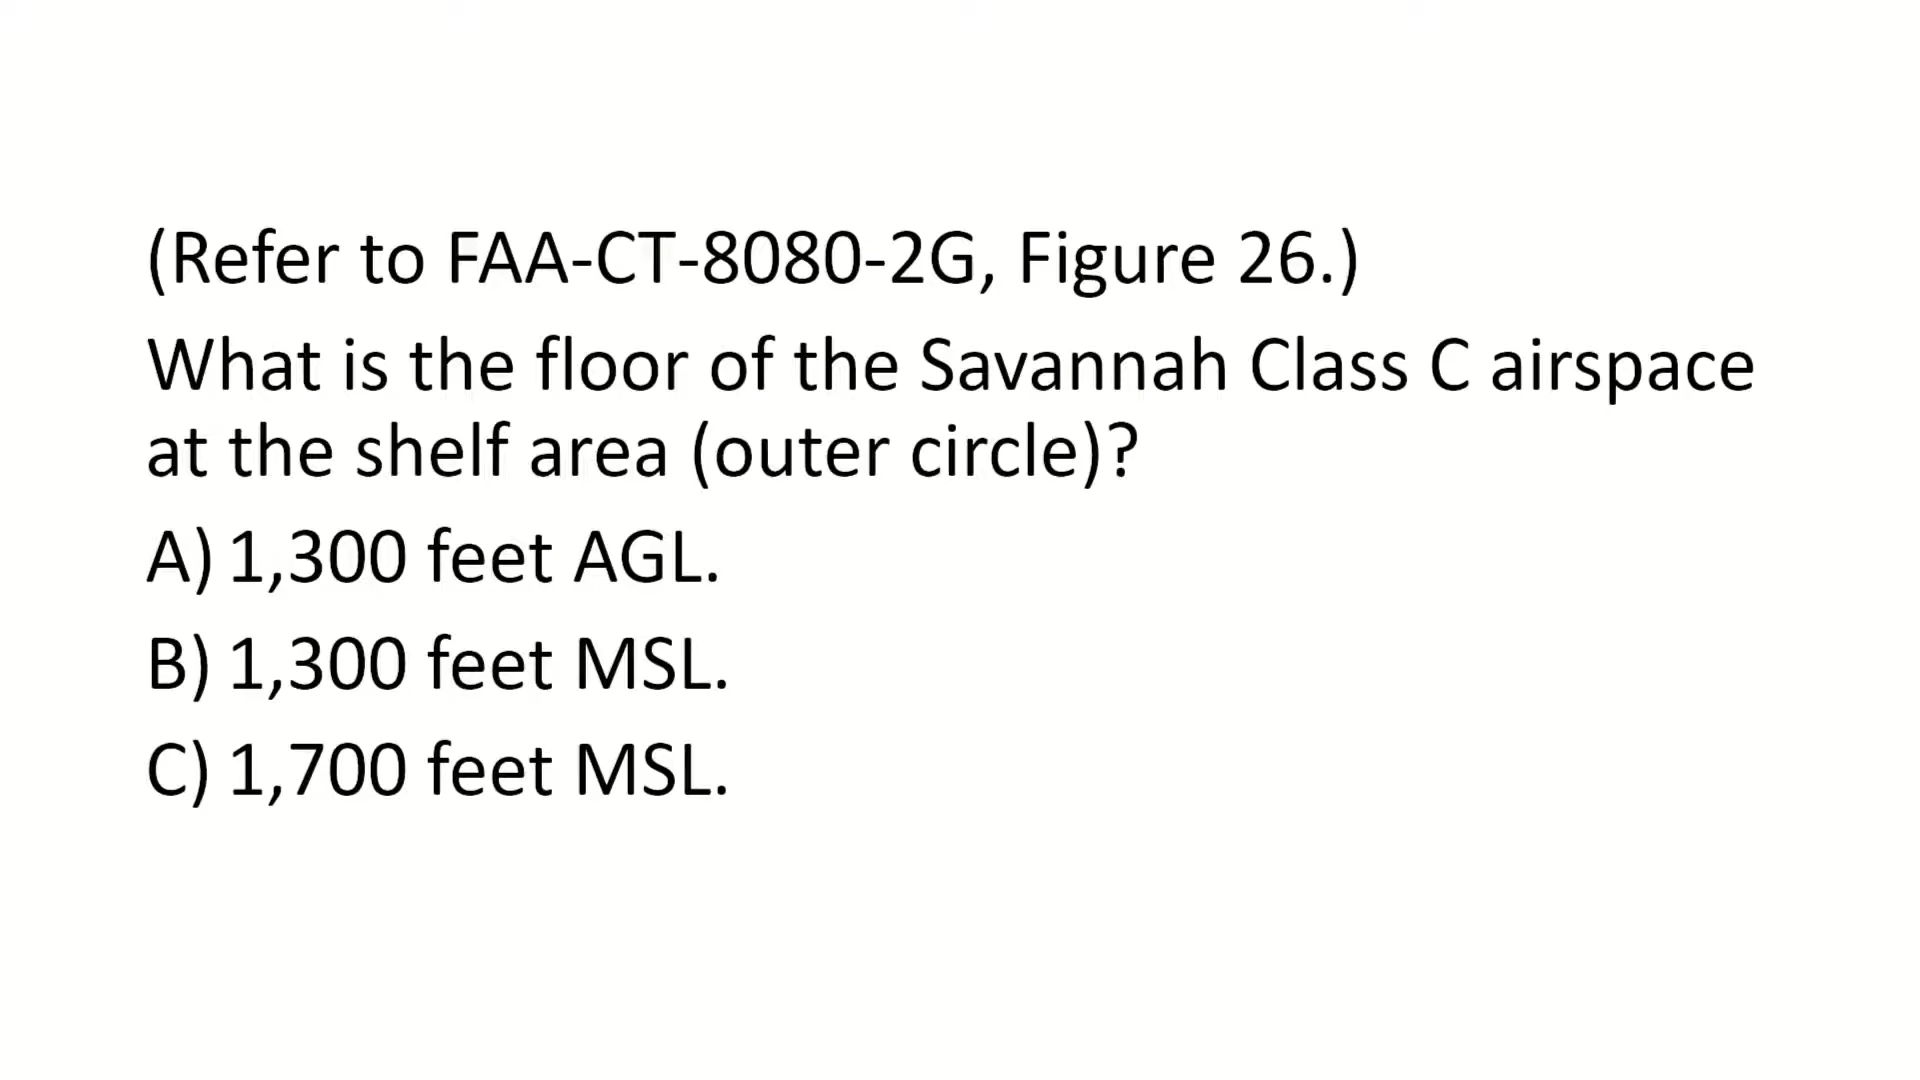 (Refer to FAA-CT-8080-2G, Figure 26.)
What is the floor of the Savannah Class C airspace
at the shelf area (outer circle)?
A) 1,300 feet AGL.
B) 1,300 feet MSL.
C) 1,700 feet MSL.